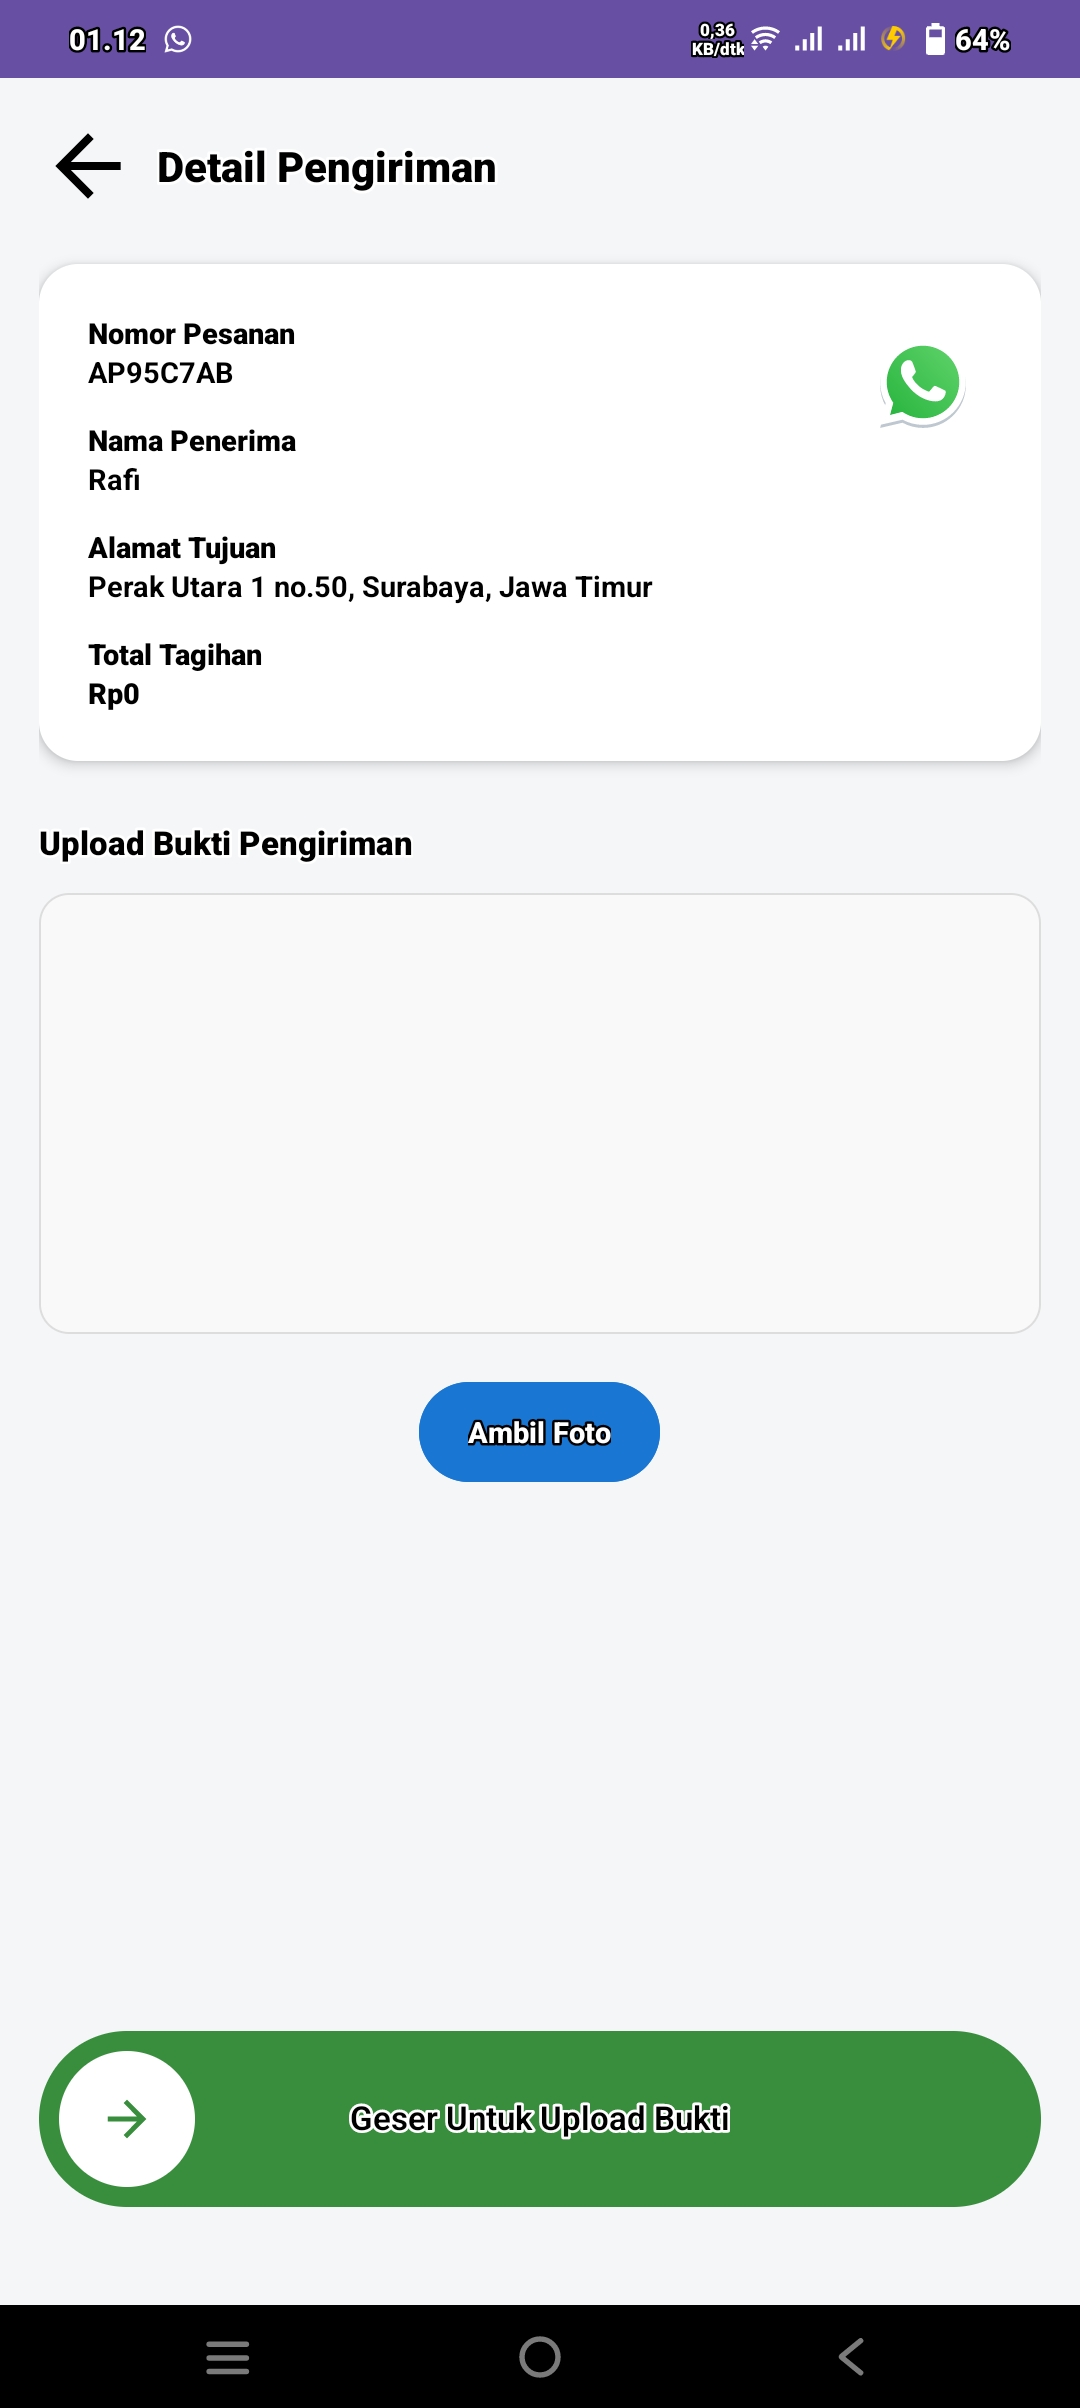 01.12
0,36
KB/dtk
64%
Detail Pengiriman
Nomor Pesanan
AP95C7AB
Nama Penerima
Rafi
Alamat Tujuan
Perak Utara 1 no.50, Surabaya, Jawa Timur
Total Tagihan
Rp0
Upload Bukti Pengiriman
Ambil Foto
Geser Untuk Upload Bukti